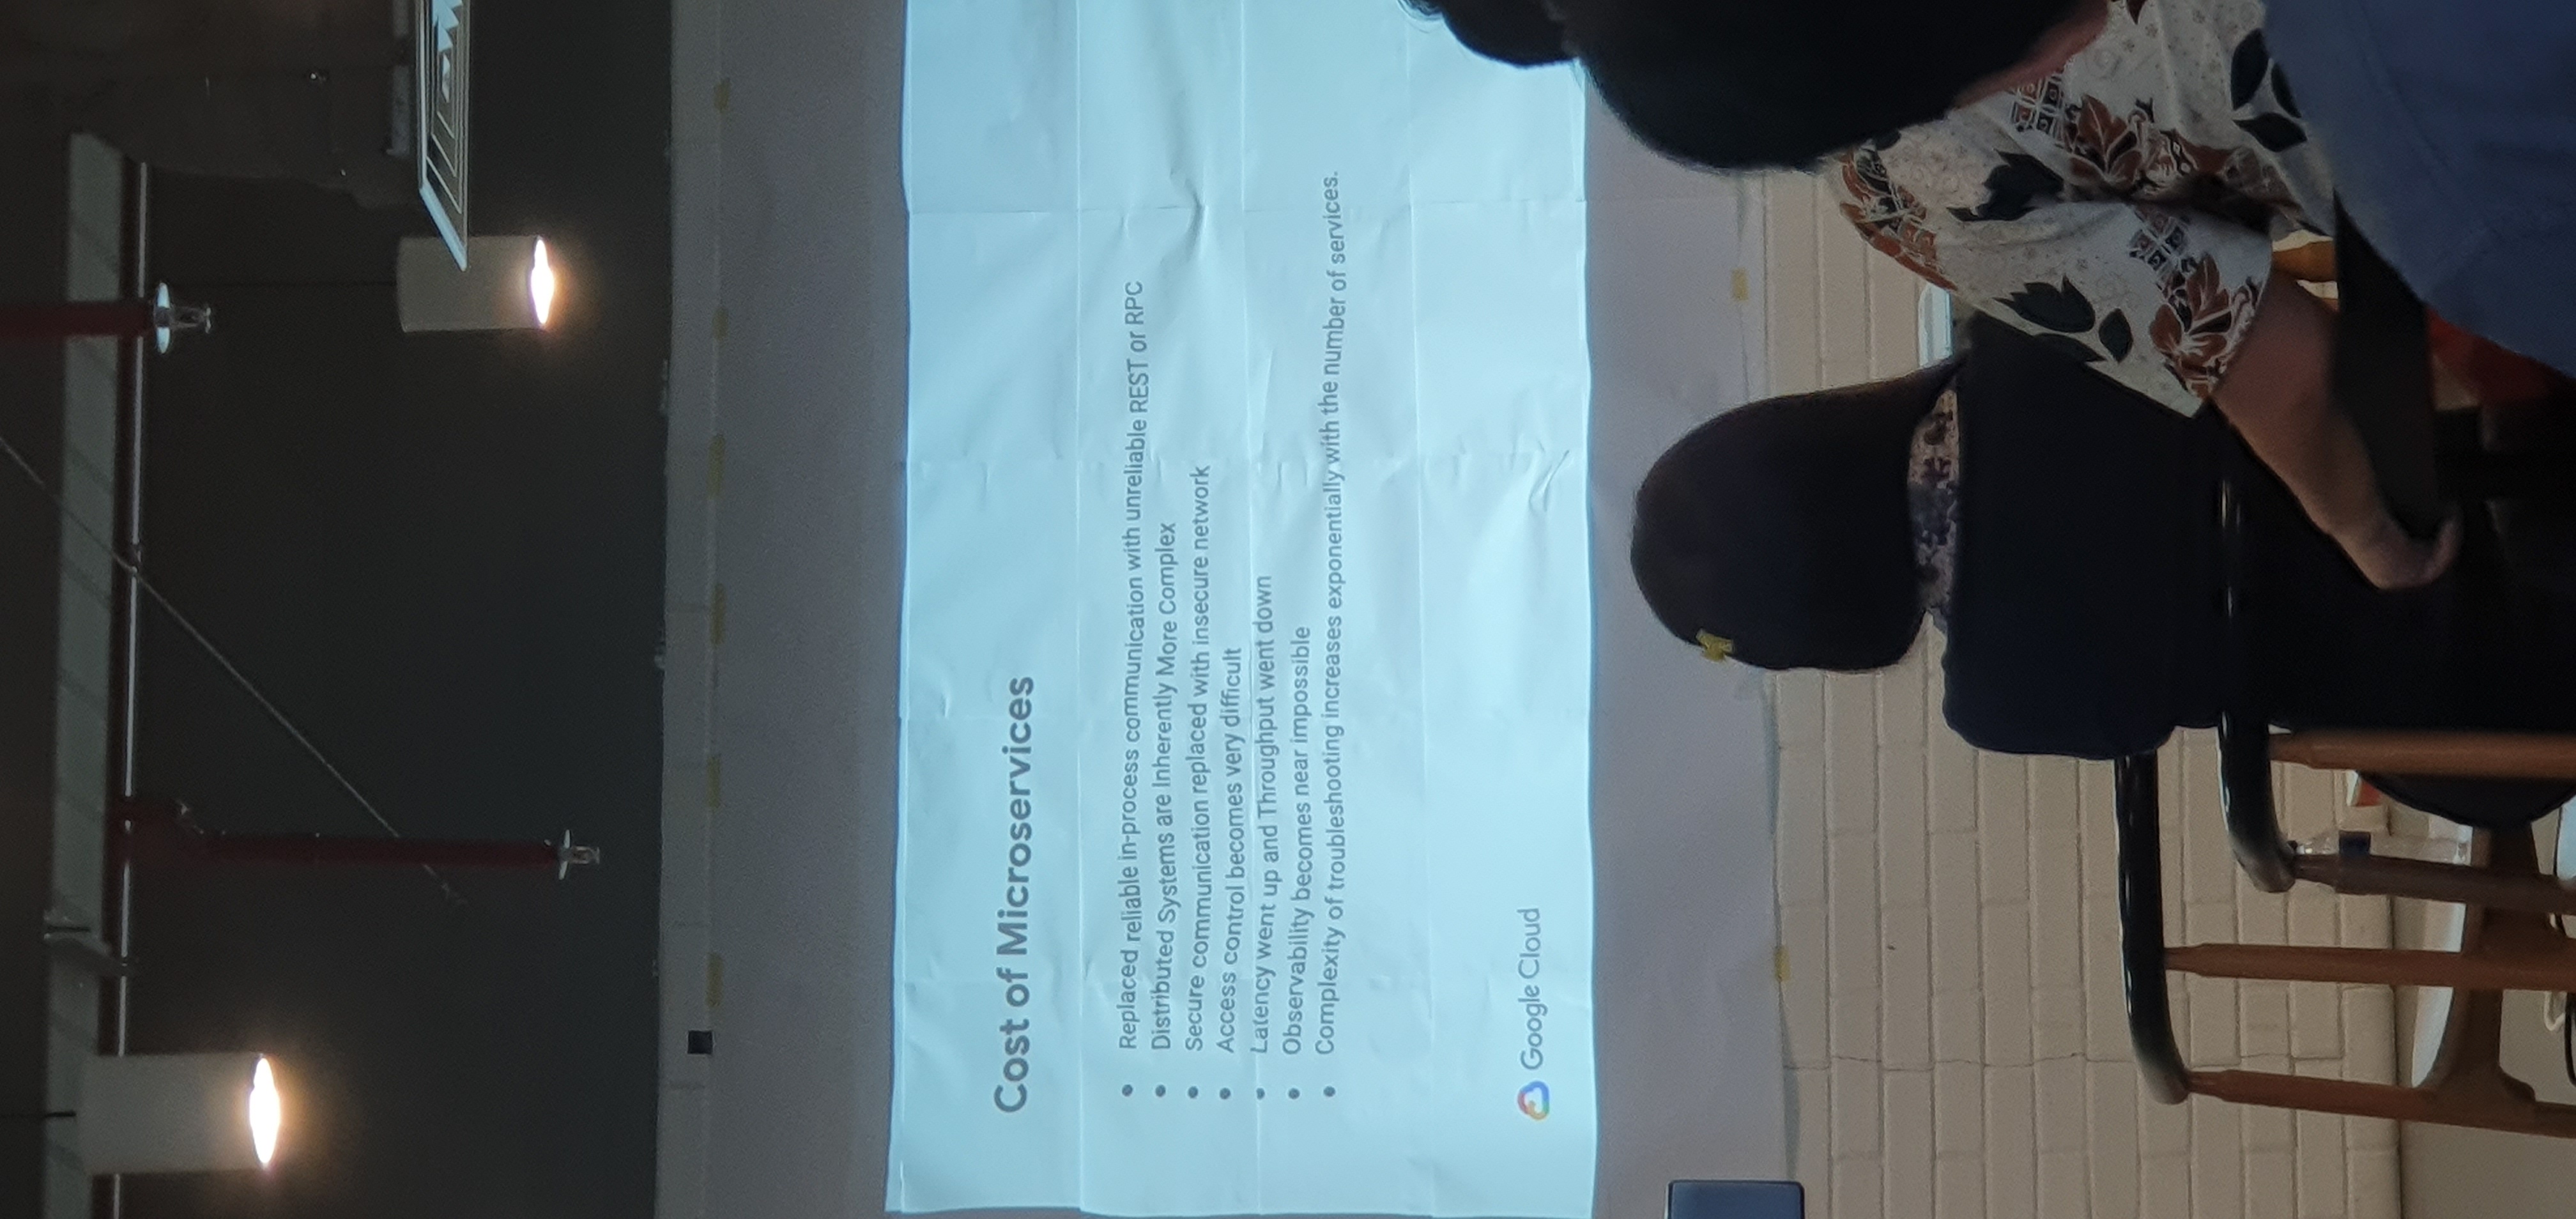 Cost of Microservices
Replaced reliable in-process communication with unreliable REST or RPC
Distributed Systems are Inherently More Complex
Secure communication replaced with insecure network
Access control becomes very difficult
Latency went up and Throughput went down
Observability becomes near impossible
Complexity of troubleshooting increases exponentially with the number of services.
Google Cloud